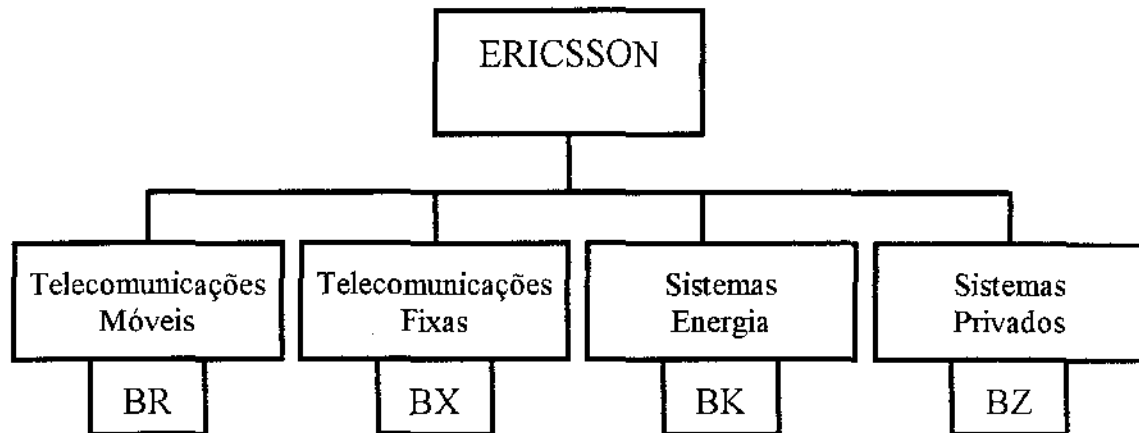 ERICSSON
Telecomunicações
Móveis
Telecomunicações
Fixas
Sistemas
Energia
Sistemas
Privados
BR
BX
BK
BZ